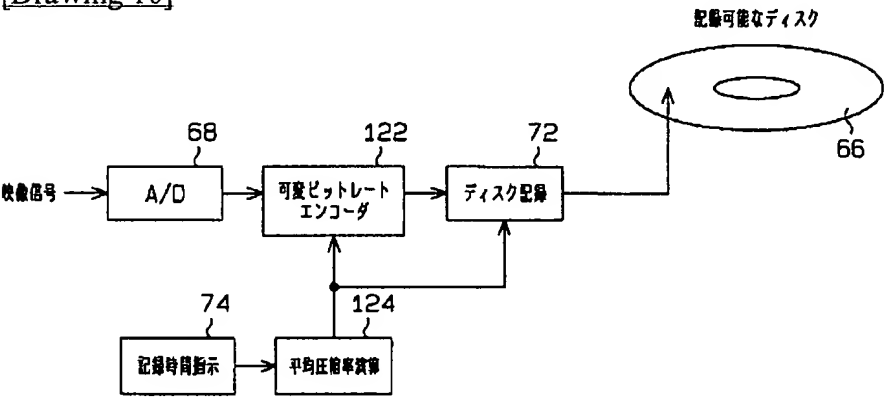 [Drawing 10]
記録可能なディスク
66
68
122
72
映像信号
A/D
可変ビットレート
エンコーダ
ディスク記録
74
124
記録時間指示
平均圧縮率演算